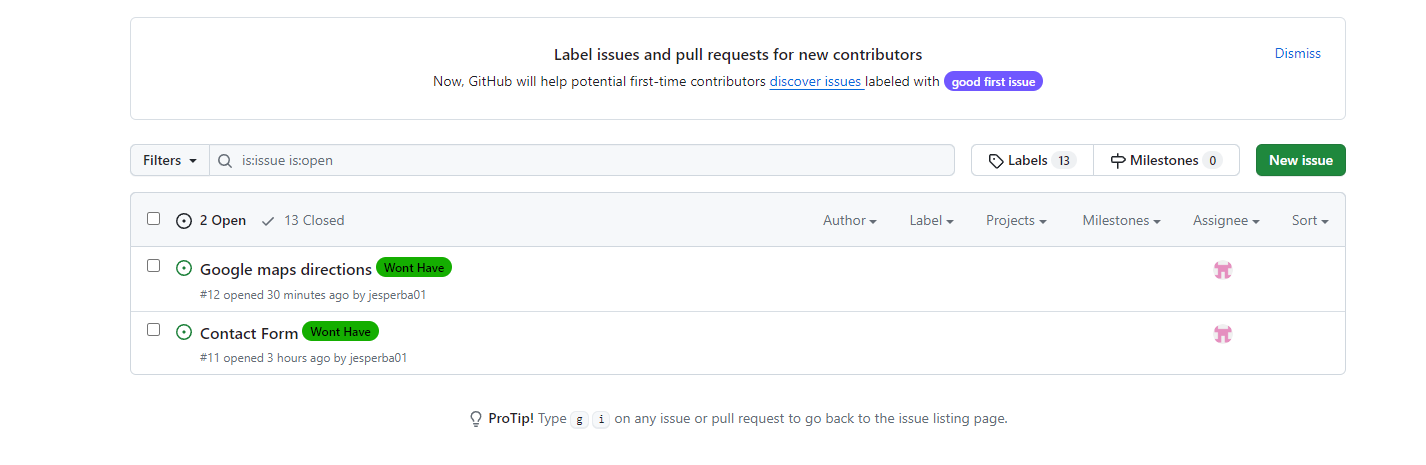 Label issues and pull requests for new contributors
Dismiss
Now, GitHub will help potential first-time contributors discover issues labeled with good first issue
Filters is:issue is:open Labels 13 Milestones 0 New issue
2 Open 13 Closed Author Label Projects Milestones Assignee Sort
Google maps directions Wont Have
#12 opened 30 minutes ago by jesperba01
Contact Form Wont Have
#11 opened 3 hours ago by jesperba01
ProTip! Type g i on any issue or pull request to go back to the issue listing page.